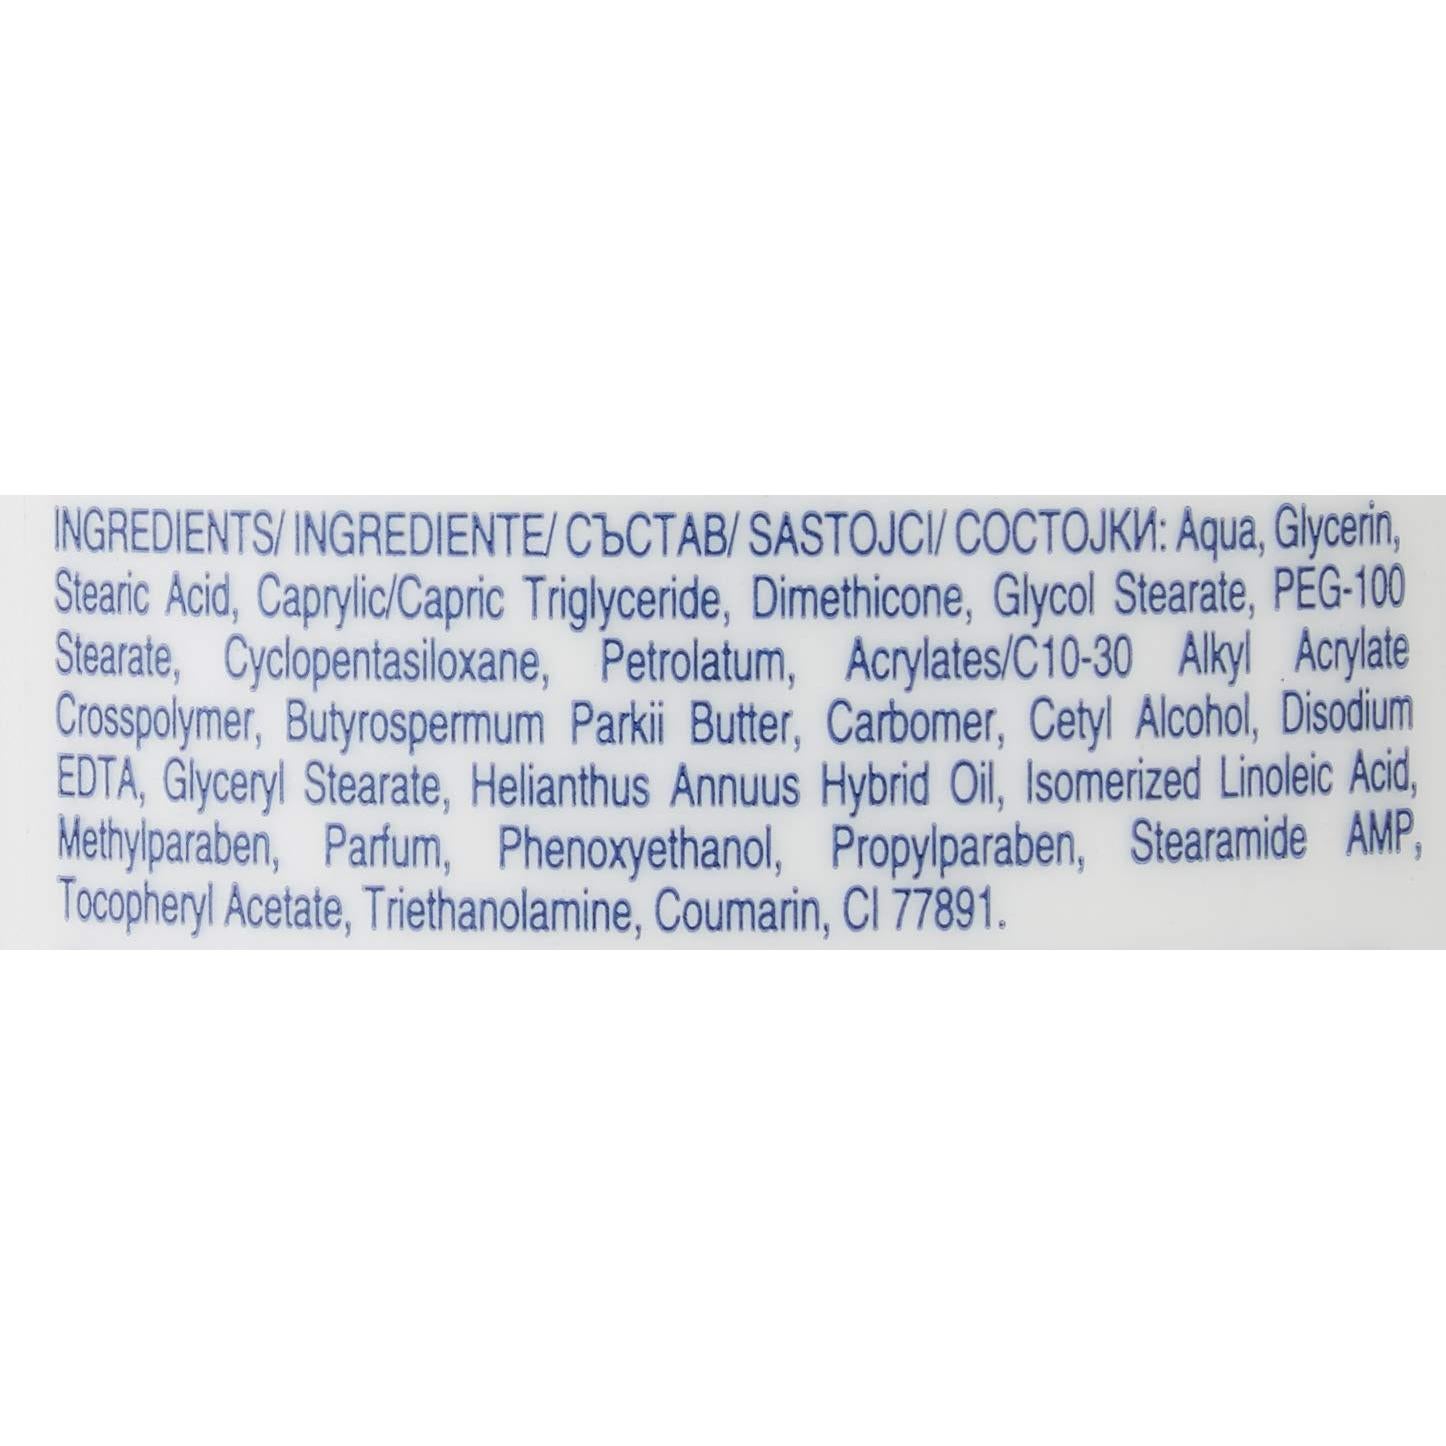 INGREDIENTS/ INGREDIENTE/ СЪСТАВ/ SASTOJCI/ СОСТОЈКИ: Aqua, Glycerin,
Stearic Acid, Caprylic/Capric Triglyceride, Dimethicone, Glycol Stearate, PEG-100
Stearate, Cyclopentasiloxane, Petrolatum, Acrylates/C10-30 Alkyl Acrylate
Crosspolymer, Butyrospermum Parkii Butter, Carbomer, Cetyl Alcohol, Disodium
EDTA, Glyceryl Stearate, Helianthus Annuus Hybrid Oil, Isomerized Linoleic Acid,
Methylparaben, Parfum, Phenoxyethanol, Propylparaben, Stearamide AMP,
Tocopheryl Acetate, Triethanolamine, Coumarin, CI 77891.